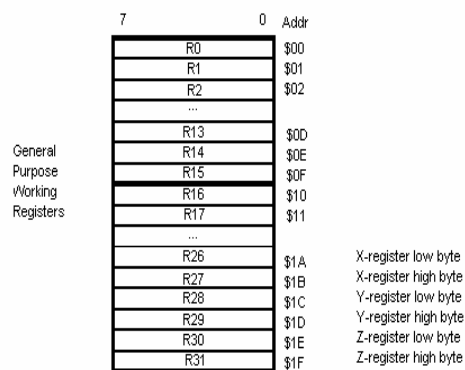 7 0 Addr
R0 $00
R1 $01
R2 $02
...
R13 $0D
General R14 $0E
Purpose R15 $0F
Working R16 $10
Registers R17 $11
...
R26 $1A X-register low byte
R27 $1B X-register high byte
R28 $1C Y-register low byte
R29 $1D Y-register high byte
R30 $1E Z-register low byte
R31 $1F Z-register high byte